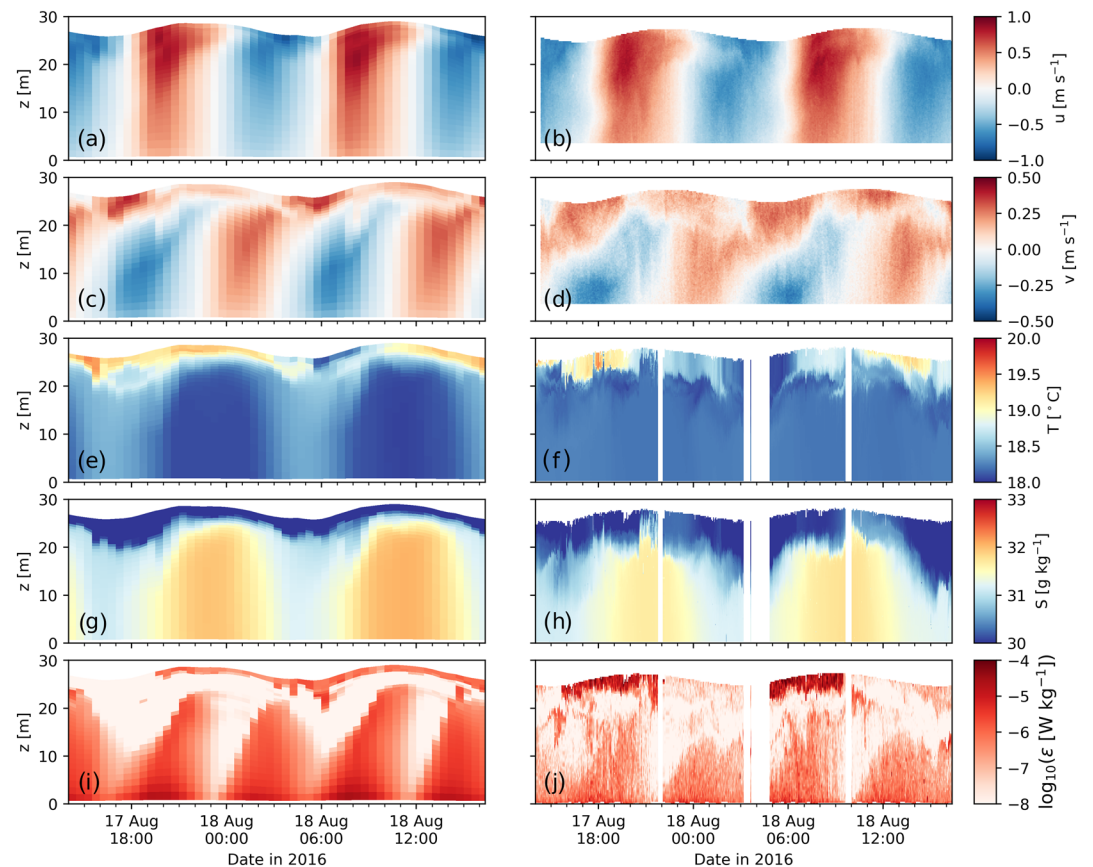 30
20
10
0
z [m]
(a)
(b)
1.0
0.5
0.0
−0.5
−1.0
u [m s⁻¹]
30
20
10
0
z [m]
(c)
(d)
0.50
0.25
0.00
−0.25
−0.50
v [m s⁻¹]
30
20
10
0
z [m]
(e)
(f)
20.0
19.5
19.0
18.5
18.0
T [°C]
30
20
10
0
z [m]
(g)
(h)
33
32
31
30
S [g kg⁻¹]
30
20
10
0
z [m]
(i)
(j)
−4
−5
−6
−7
−8
log₁₀(ε [W kg⁻¹])
17 Aug 18 Aug 18 Aug 18 Aug
18:00 00:00 06:00 12:00
Date in 2016
17 Aug 18 Aug 18 Aug 18 Aug
18:00 00:00 06:00 12:00
Date in 2016